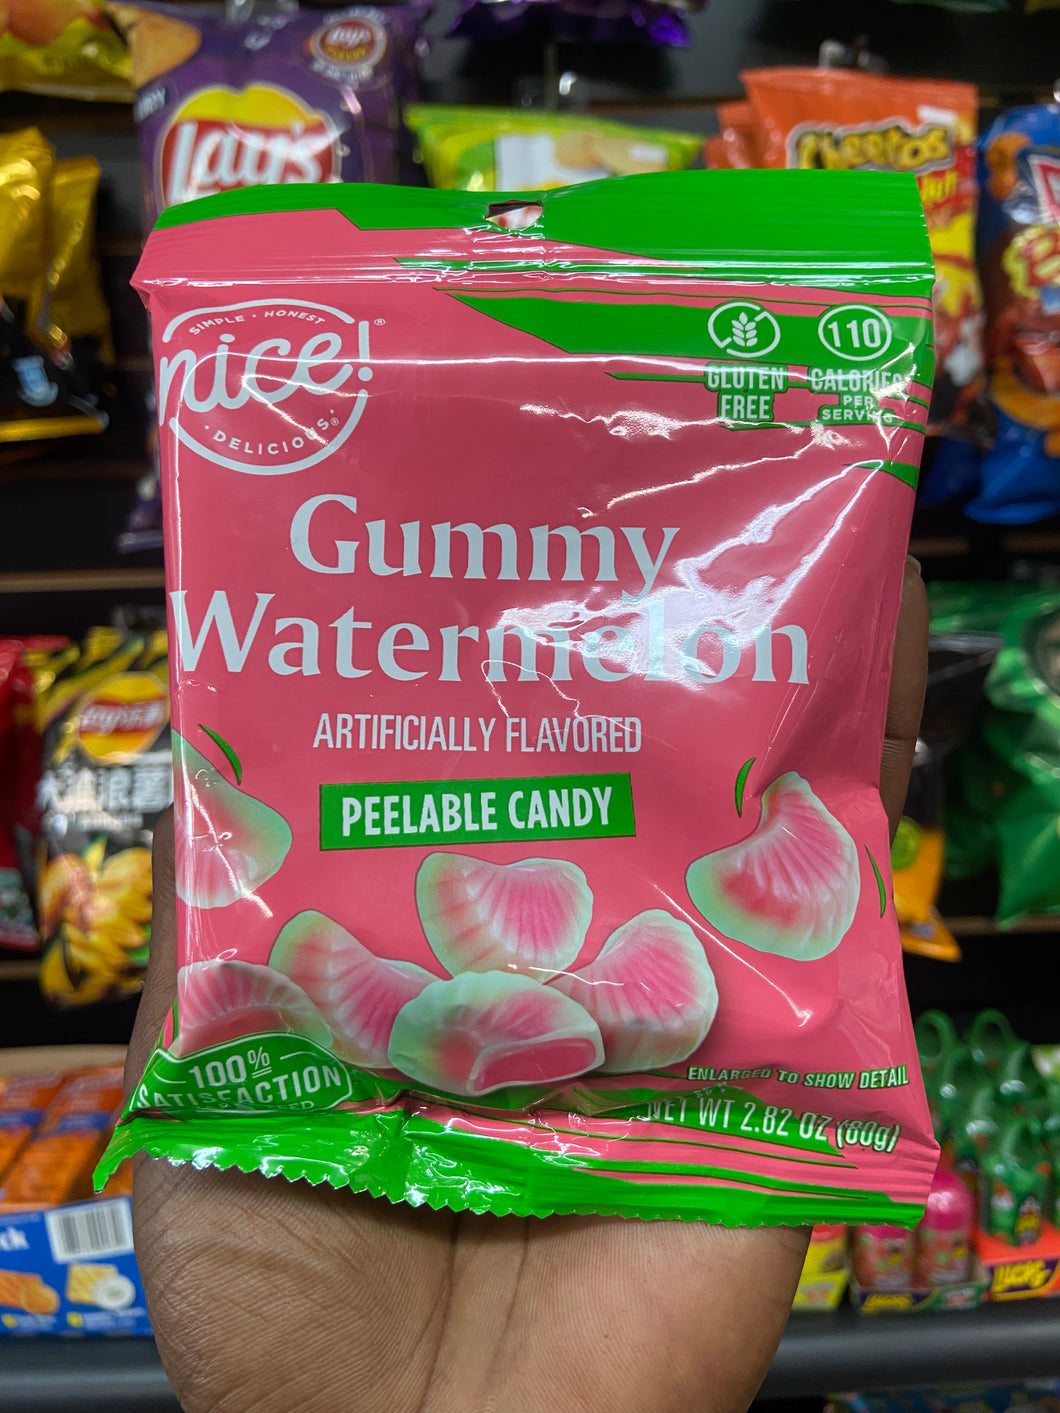 Lay's
Cheetos
SIMPLE · HONEST
nice!®
· DELICIOUS ·®
GLUTEN
FREE
110
CALORIES
PER
SERVING
Gummy
Watermelon
ARTIFICIALLY FLAVORED
PEELABLE CANDY
100%
SATISFACTION
ENLARGED TO SHOW DETAIL
NET WT 2.82 OZ (80g)